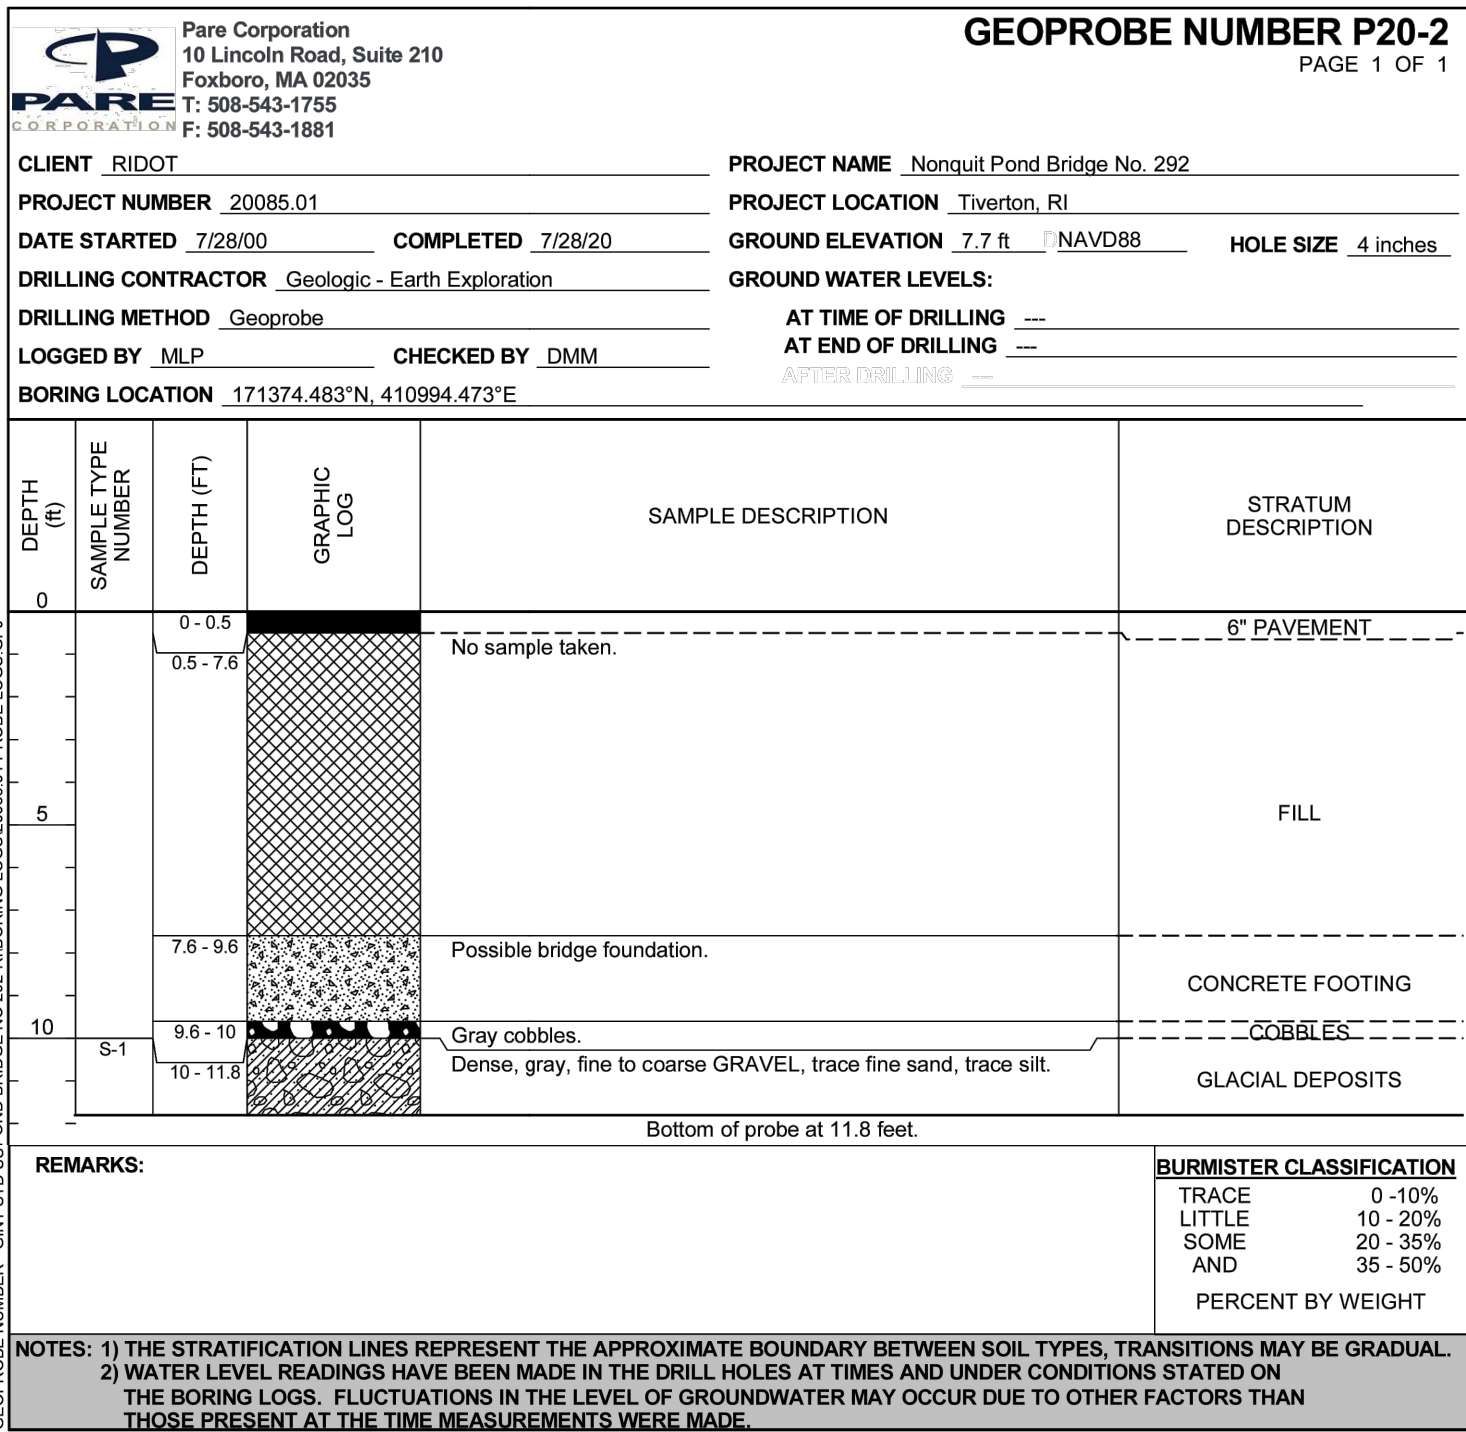 Pare Corporation
10 Lincoln Road, Suite 210
Foxboro, MA 02035
T: 508-543-1755
F: 508-543-1881
PARE
CORPORATION
GEOPROBE NUMBER P20-2
PAGE 1 OF 1
CLIENT RIDOT
PROJECT NAME Nonquit Pond Bridge No. 292
PROJECT NUMBER 20085.01
PROJECT LOCATION Tiverton, RI
DATE STARTED 7/28/00 COMPLETED 7/28/20
GROUND ELEVATION 7.7 ft DNAVD88 HOLE SIZE 4 inches
DRILLING CONTRACTOR Geologic - Earth Exploration
GROUND WATER LEVELS:
DRILLING METHOD Geoprobe
AT TIME OF DRILLING ---
LOGGED BY MLP CHECKED BY DMM
AT END OF DRILLING ---
AFTER DRILLING ---
BORING LOCATION 171374.483°N, 410994.473°E
DEPTH (ft)
SAMPLE TYPE NUMBER
DEPTH (FT)
GRAPHIC LOG
SAMPLE DESCRIPTION
STRATUM DESCRIPTION
0
0 - 0.5
6" PAVEMENT
0.5 - 7.6
No sample taken.
5
FILL
7.6 - 9.6
Possible bridge foundation.
CONCRETE FOOTING
10
9.6 - 10
Gray cobbles.
COBBLES
S-1
10 - 11.8
Dense, gray, fine to coarse GRAVEL, trace fine sand, trace silt.
GLACIAL DEPOSITS
Bottom of probe at 11.8 feet.
REMARKS:
BURMISTER CLASSIFICATION
TRACE 0 -10%
LITTLE 10 - 20%
SOME 20 - 35%
AND 35 - 50%
PERCENT BY WEIGHT
NOTES: 1) THE STRATIFICATION LINES REPRESENT THE APPROXIMATE BOUNDARY BETWEEN SOIL TYPES, TRANSITIONS MAY BE GRADUAL.
2) WATER LEVEL READINGS HAVE BEEN MADE IN THE DRILL HOLES AT TIMES AND UNDER CONDITIONS STATED ON
THE BORING LOGS. FLUCTUATIONS IN THE LEVEL OF GROUNDWATER MAY OCCUR DUE TO OTHER FACTORS THAN
THOSE PRESENT AT THE TIME MEASUREMENTS WERE MADE.